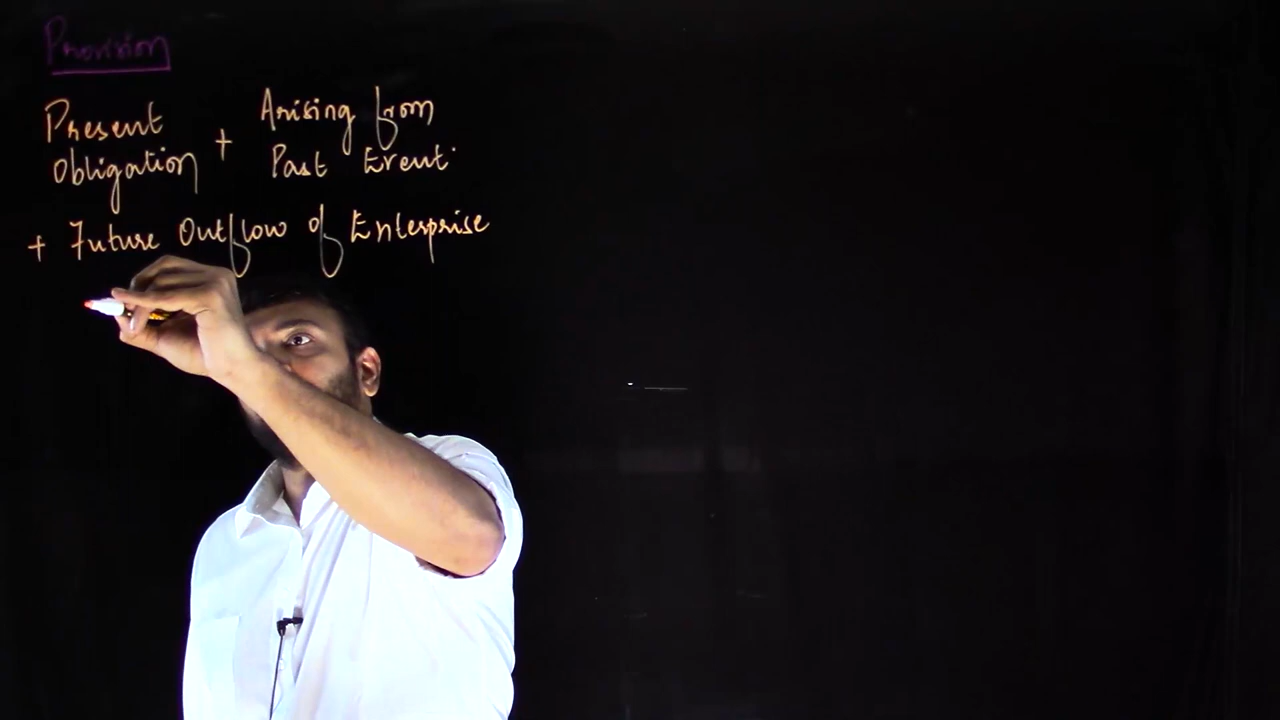 Provision
Present Obligation + Arising from Past Event
+ Future Outflow of Enterprise